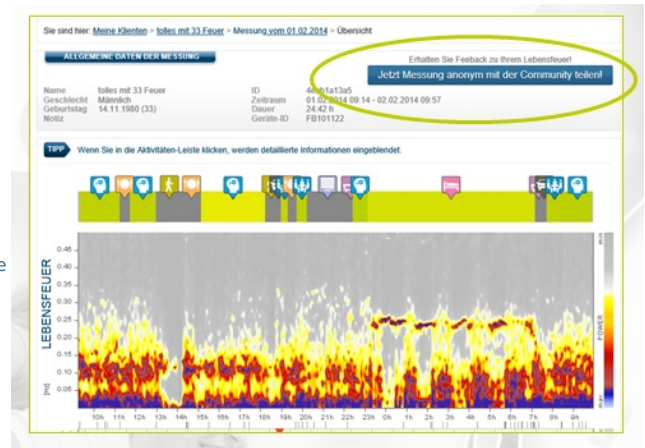 Sie sind hier: Meine Klienten > tolles mit 33 Feuer > Messung vom 01.02.2014 > Übersicht
ALLGEMEINE DATEN DER MESSUNG
Erhalten Sie Feeback zu Ihrem Lebensfeuer!
Jetzt Messung anonym mit der Community teilen!
Name tolles mit 33 Feuer
Geschlecht Männlich
Geburtstag 14.11.1980 (33)
Notiz
ID
Zeitraum 01.02.2014 09:14 - 02.02.2014 09:57
Dauer 24:42 h
Geräte-ID FB101122
TIPP Wenn Sie in die Aktivitäten-Leiste klicken, werden detaillierte Informationen eingeblendet.
e
LEBENSFEUER
[Hz]
0.45
0.40
0.35
0.30
0.25
0.20
0.15
0.10
0.05
min
POWER
max
10h 11h 12h 13h 14h 15h 16h 17h 18h 19h 20h 21h 22h 23h 0h 1h 2h 3h 4h 5h 6h 7h 8h 9h